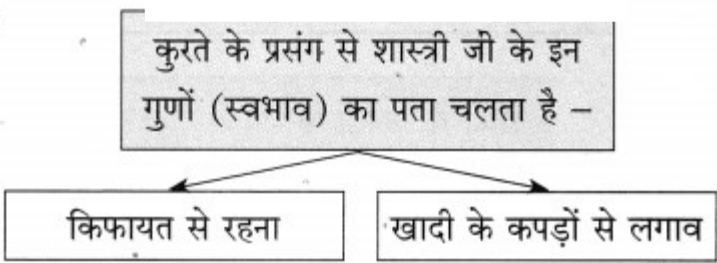 कुरते के प्रसंग से शास्त्री जी के इन
गुणों (स्वभाव) का पता चलता है –
किफायत से रहना
खादी के कपड़ों से लगाव